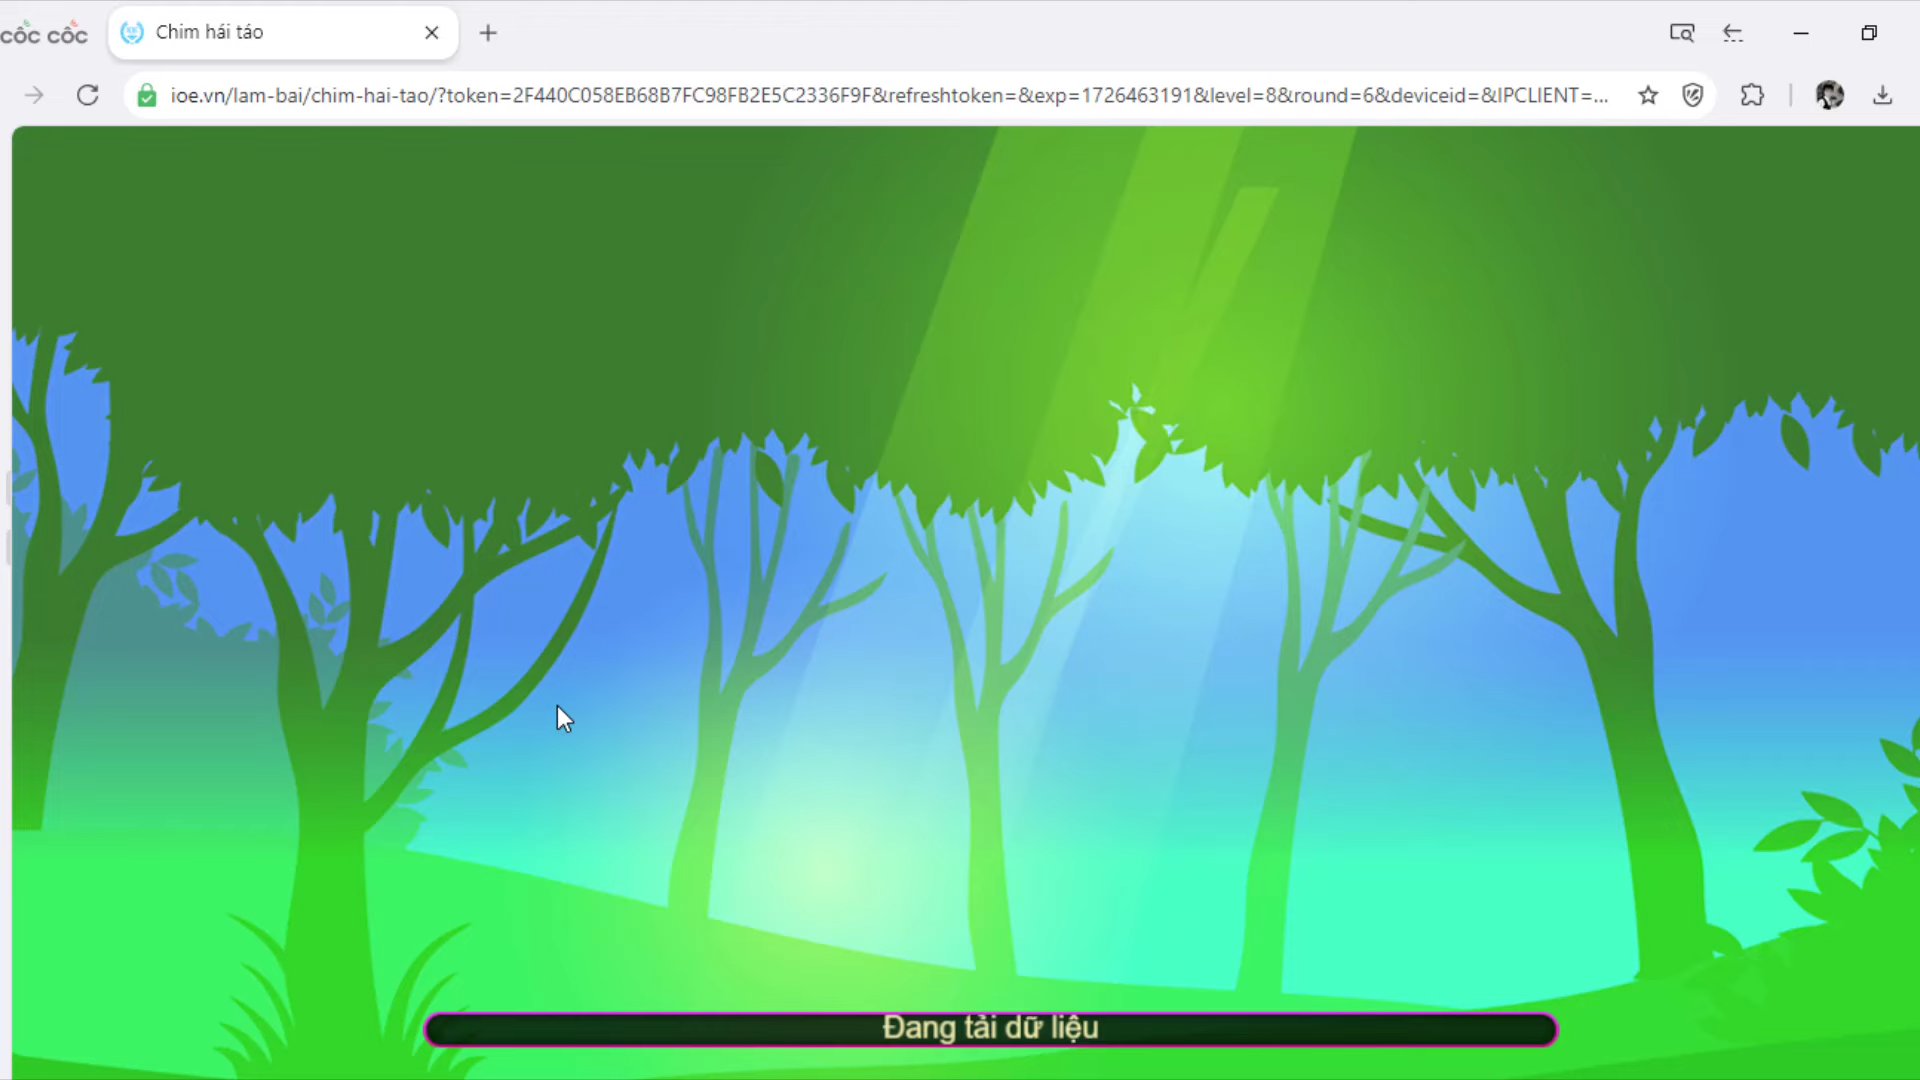 cốc cốc
Chim hái táo
ioe.vn/lam-bai/chim-hai-tao/?token=2F440C058EB68B7FC98FB2E5C2336F9F&refreshtoken=&exp=1726463191&level=8&round=6&deviceid=&IPCLIENT=...
Đang tải dữ liệu